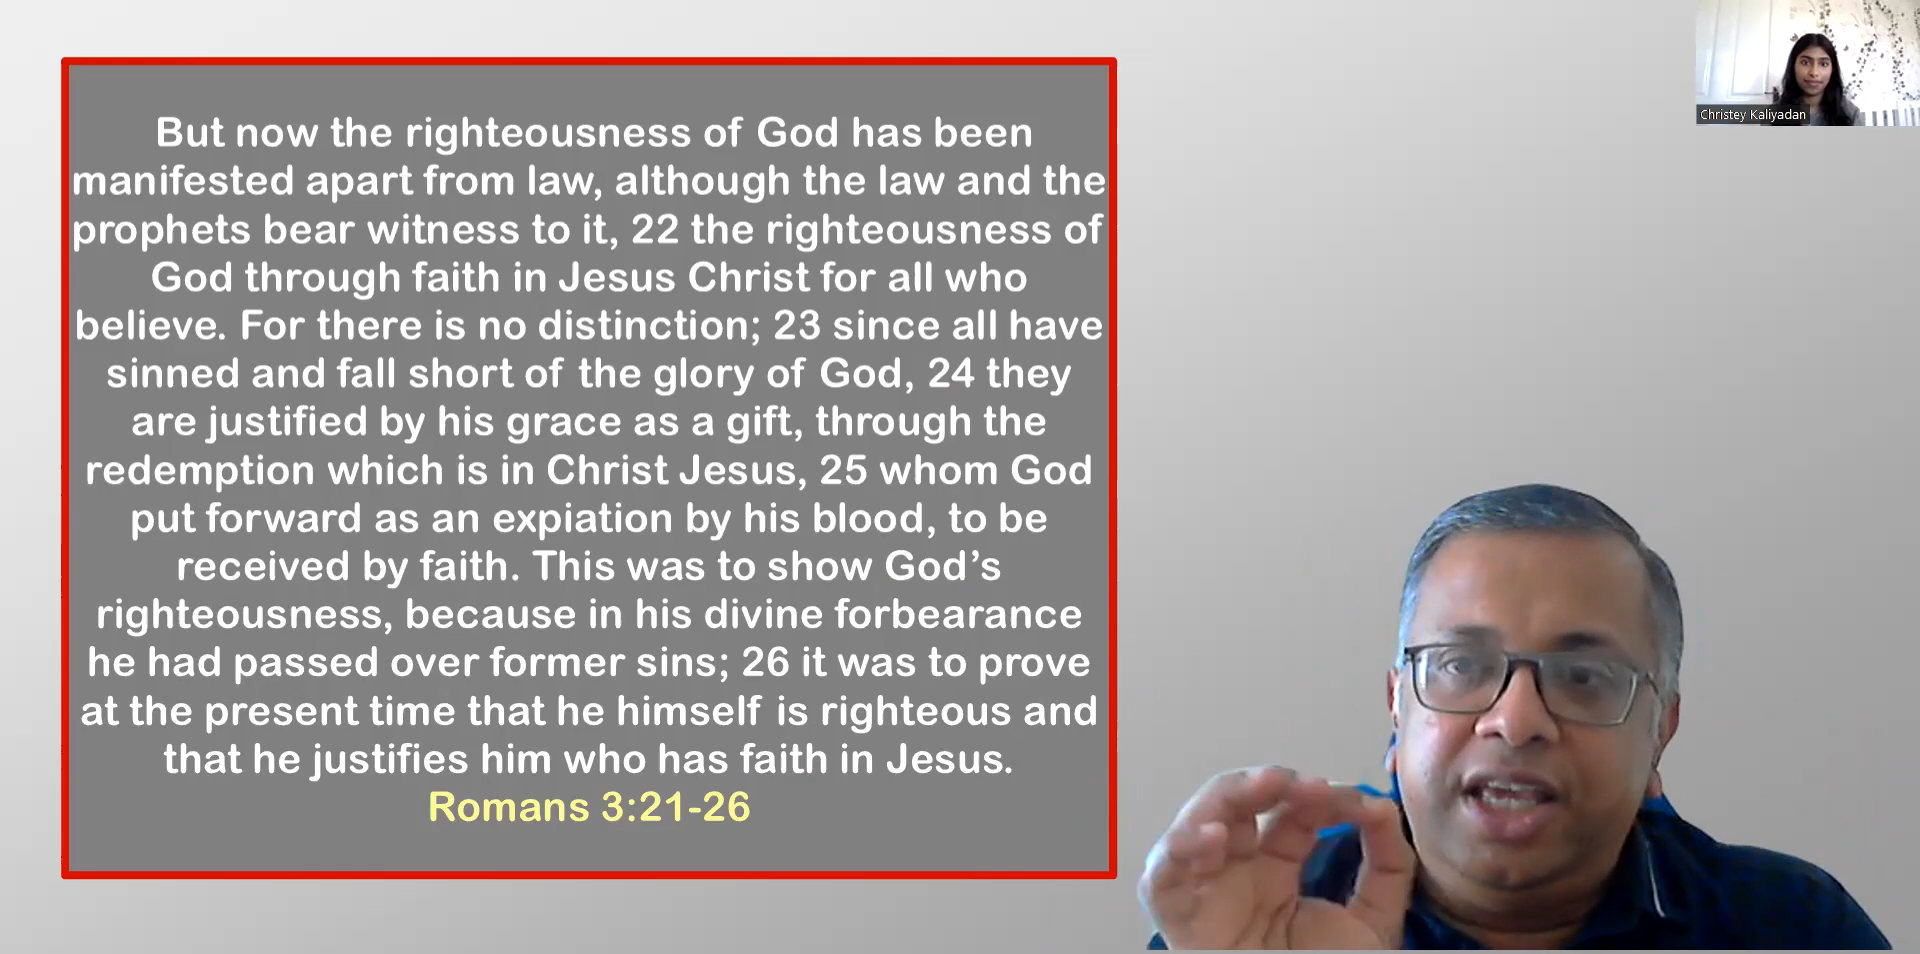 But now the righteousness of God has been
manifested apart from law, although the law and the
prophets bear witness to it, 22 the righteousness of
God through faith in Jesus Christ for all who
believe. For there is no distinction; 23 since all have
sinned and fall short of the glory of God, 24 they
are justified by his grace as a gift, through the
redemption which is in Christ Jesus, 25 whom God
put forward as an expiation by his blood, to be
received by faith. This was to show God’s
righteousness, because in his divine forbearance
he had passed over former sins; 26 it was to prove
at the present time that he himself is righteous and
that he justifies him who has faith in Jesus.
Romans 3:21-26
Christey Kaliyadan